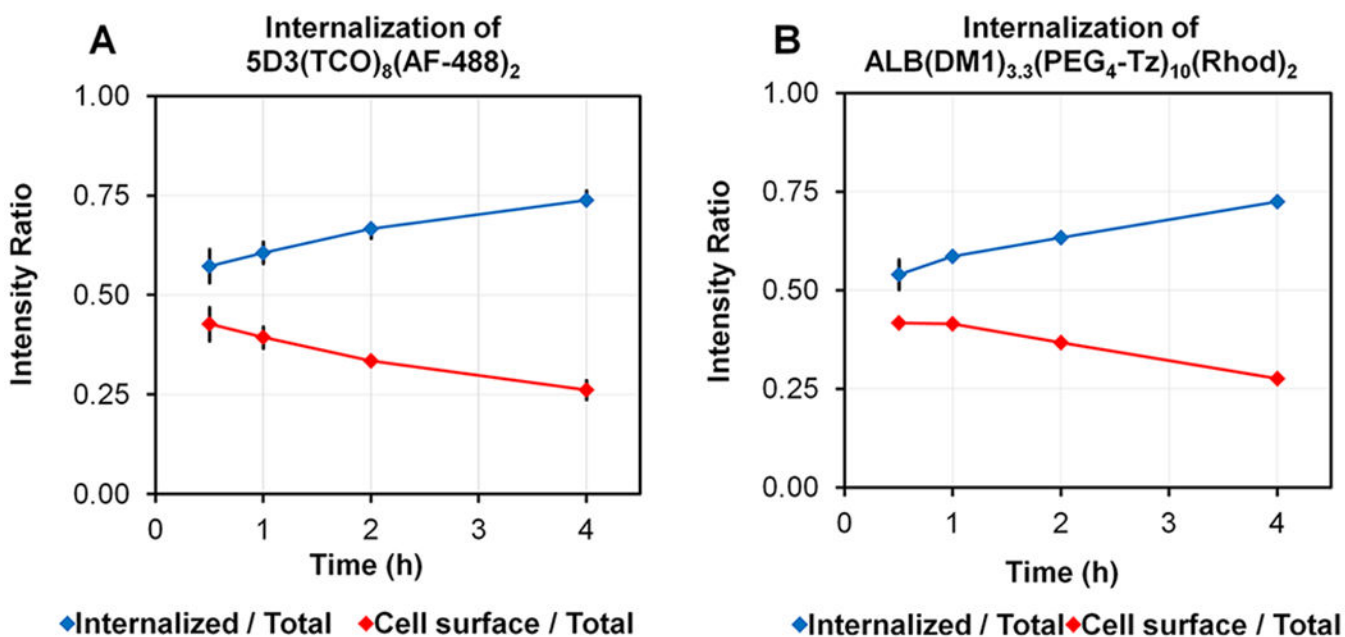 A
Internalization of
5D3(TCO)₈(AF-488)₂
1.00
0.75
0.50
0.25
0.00
Intensity Ratio
0 1 2 3 4
Time (h)
Internalized / Total Cell surface / Total
B
Internalization of
ALB(DM1)₃.₃(PEG₄-Tz)₁₀(Rhod)₂
1.00
0.75
0.50
0.25
0.00
Intensity Ratio
0 1 2 3 4
Time (h)
Internalized / Total Cell surface / Total